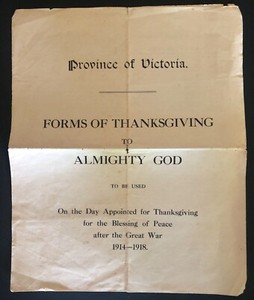 Province of Victoria.
FORMS OF THANKSGIVING
TO
ALMIGHTY GOD
TO BE USED
On the Day Appointed for Thanksgiving
for the Blessing of Peace
after the Great War
1914—1918.